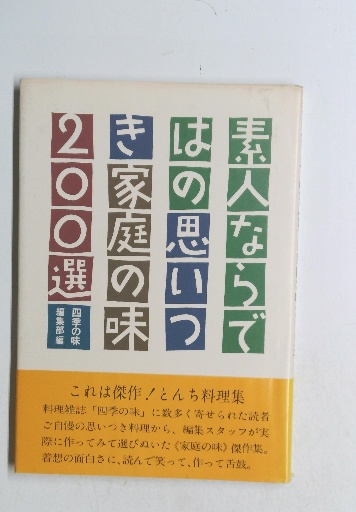 素人ならで
はの思いつ
き家庭の味
200選
四季の味
編集部編
これは傑作!とんち料理集
料理雑誌「四季の味」に数多く寄せられた読者
ご自慢の思いつき料理から、編集スタッフが実
際に作ってみて選びぬいた《家庭の味》傑作集。
着想の面白さに、読んで笑って、作って舌鼓。